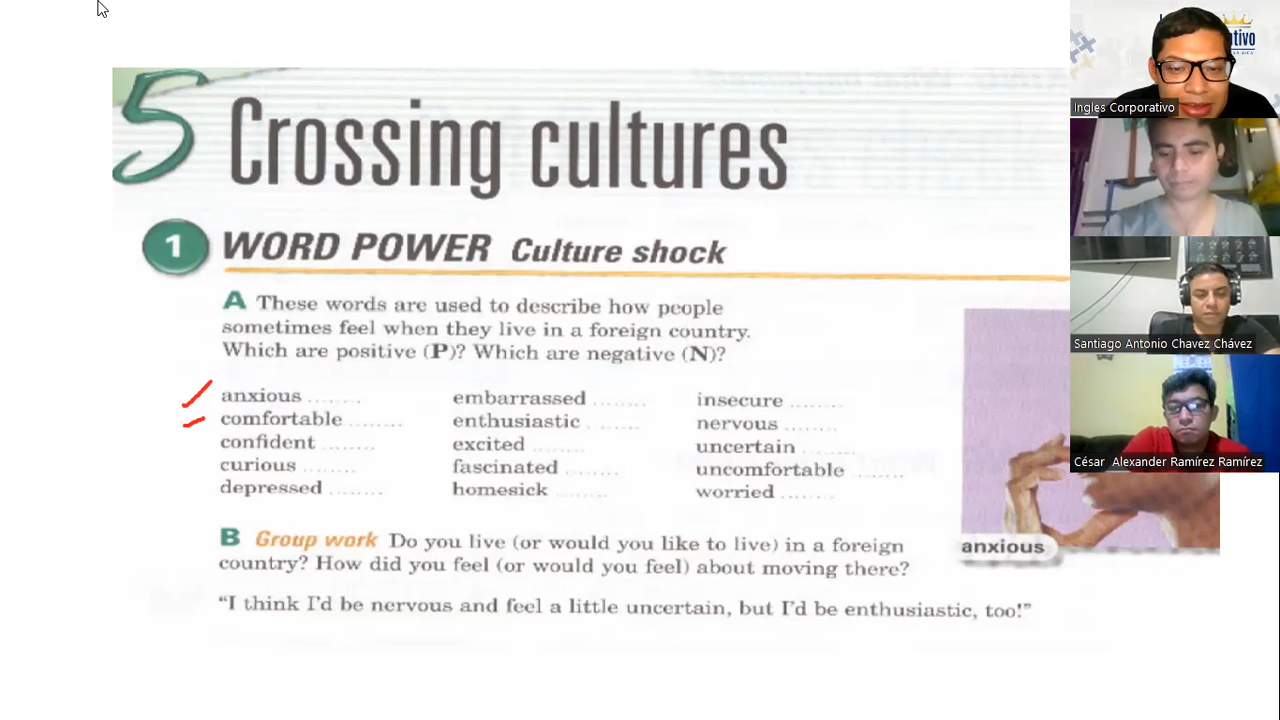 5 Crossing cultures
1 WORD POWER Culture shock
A These words are used to describe how people
sometimes feel when they live in a foreign country.
Which are positive (P)? Which are negative (N)?
anxious ........ embarrassed ........ insecure ........
comfortable ........ enthusiastic ........ nervous ........
confident ........ excited ........ uncertain ........
curious ........ fascinated ........ uncomfortable ........
depressed ........ homesick ........ worried ........
anxious
B Group work Do you live (or would you like to live) in a foreign
country? How did you feel (or would you feel) about moving there?
“I think I’d be nervous and feel a little uncertain, but I’d be enthusiastic, too!”
Ingles Corporativo
Santiago Antonio Chavez Chávez
César Alexander Ramírez Ramírez